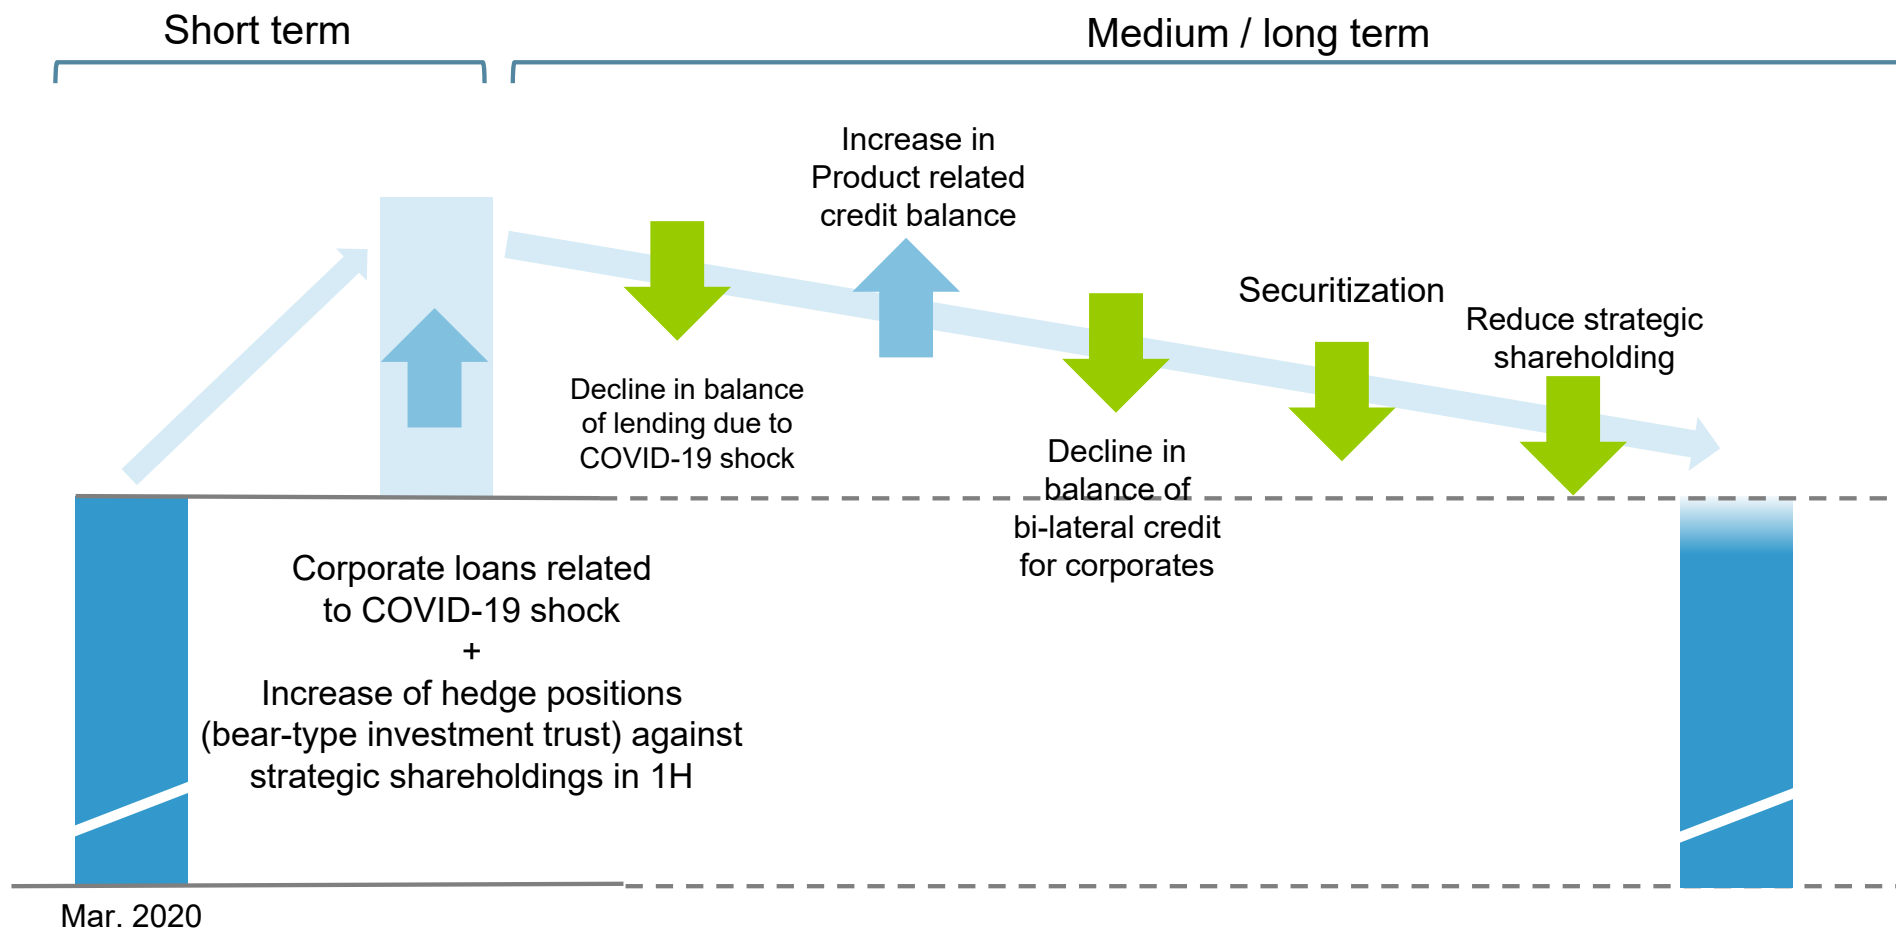 Short term
Medium / long term
Increase in
Product related
credit balance
Securitization
Reduce strategic
shareholding
Decline in balance
of lending due to
COVID-19 shock
Decline in
balance of
bi-lateral credit
for corporates
Corporate loans related
to COVID-19 shock
+
Increase of hedge positions
(bear-type investment trust) against
strategic shareholdings in 1H
Mar. 2020